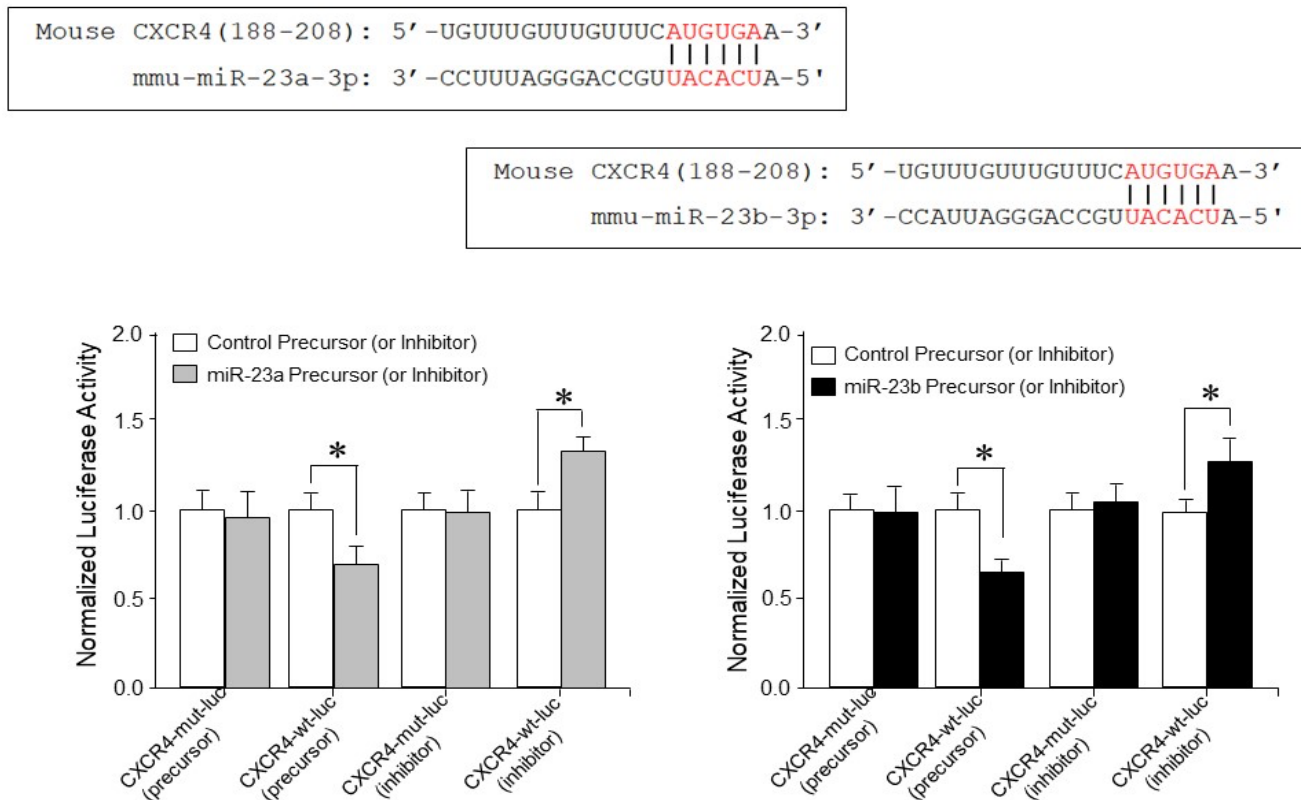 Mouse CXCR4(188-208): 5’-UGUUUGUUUGUUUCAUGUGAA-3’
mmu-miR-23a-3p: 3’-CCUUUAGGGACCGUUACACUA-5'
Mouse CXCR4(188-208): 5’-UGUUUGUUUGUUUCAUGUGAA-3’
mmu-miR-23b-3p: 3’-CCAUUAGGGACCGUUACACUA-5'
Normalized Luciferase Activity
2.0
1.5
1.0
0.5
0.0
Control Precursor (or Inhibitor)
miR-23a Precursor (or Inhibitor)
*
*
CXCR4-mut-luc
(precursor)
CXCR4-wt-luc
(precursor)
CXCR4-mut-luc
(inhibitor)
CXCR4-wt-luc
(inhibitor)
Normalized Luciferase Activity
2.0
1.5
1.0
0.5
0.0
Control Precursor (or Inhibitor)
miR-23b Precursor (or Inhibitor)
*
*
CXCR4-mut-luc
(precursor)
CXCR4-wt-luc
(precursor)
CXCR4-mut-luc
(inhibitor)
CXCR4-wt-luc
(inhibitor)